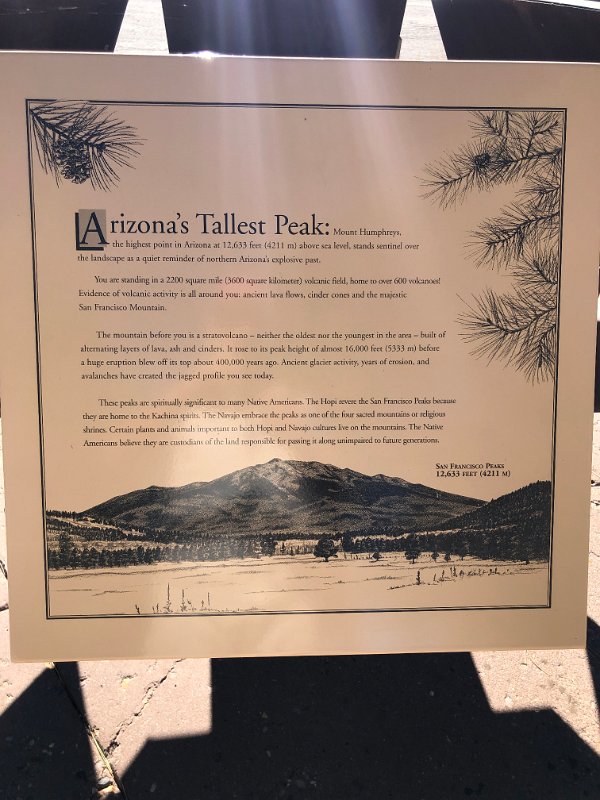 Arizona's Tallest Peak: Mount Humphreys,
the highest point in Arizona at 12,633 feet (4211 m) above sea level, stands sentinel over
the landscape as a quiet reminder of northern Arizona's explosive past.
You are standing in a 2200 square mile (3600 square kilometer) volcanic field, home to over 600 volcanoes!
Evidence of volcanic activity is all around you: ancient lava flows, cinder cones and the majestic
San Francisco Mountain.
The mountain before you is a stratovolcano – neither the oldest nor the youngest in the area – built of
alternating layers of lava, ash and cinders. It rose to its peak height of almost 16,000 feet (5333 m) before
a huge eruption blew off its top about 400,000 years ago. Ancient glacier activity, years of erosion, and
avalanches have created the jagged profile you see today.
These peaks are spiritually significant to many Native Americans. The Hopi revere the San Francisco Peaks because
they are home to the Kachina spirits. The Navajo embrace the peaks as one of the four sacred mountains or religious
shrines. Certain plants and animals important to both Hopi and Navajo cultures live on the mountains. The Native
Americans believe they are custodians of the land responsible for passing it along unimpaired to future generations.
San Francisco Peaks
12,633 feet (4211 m)